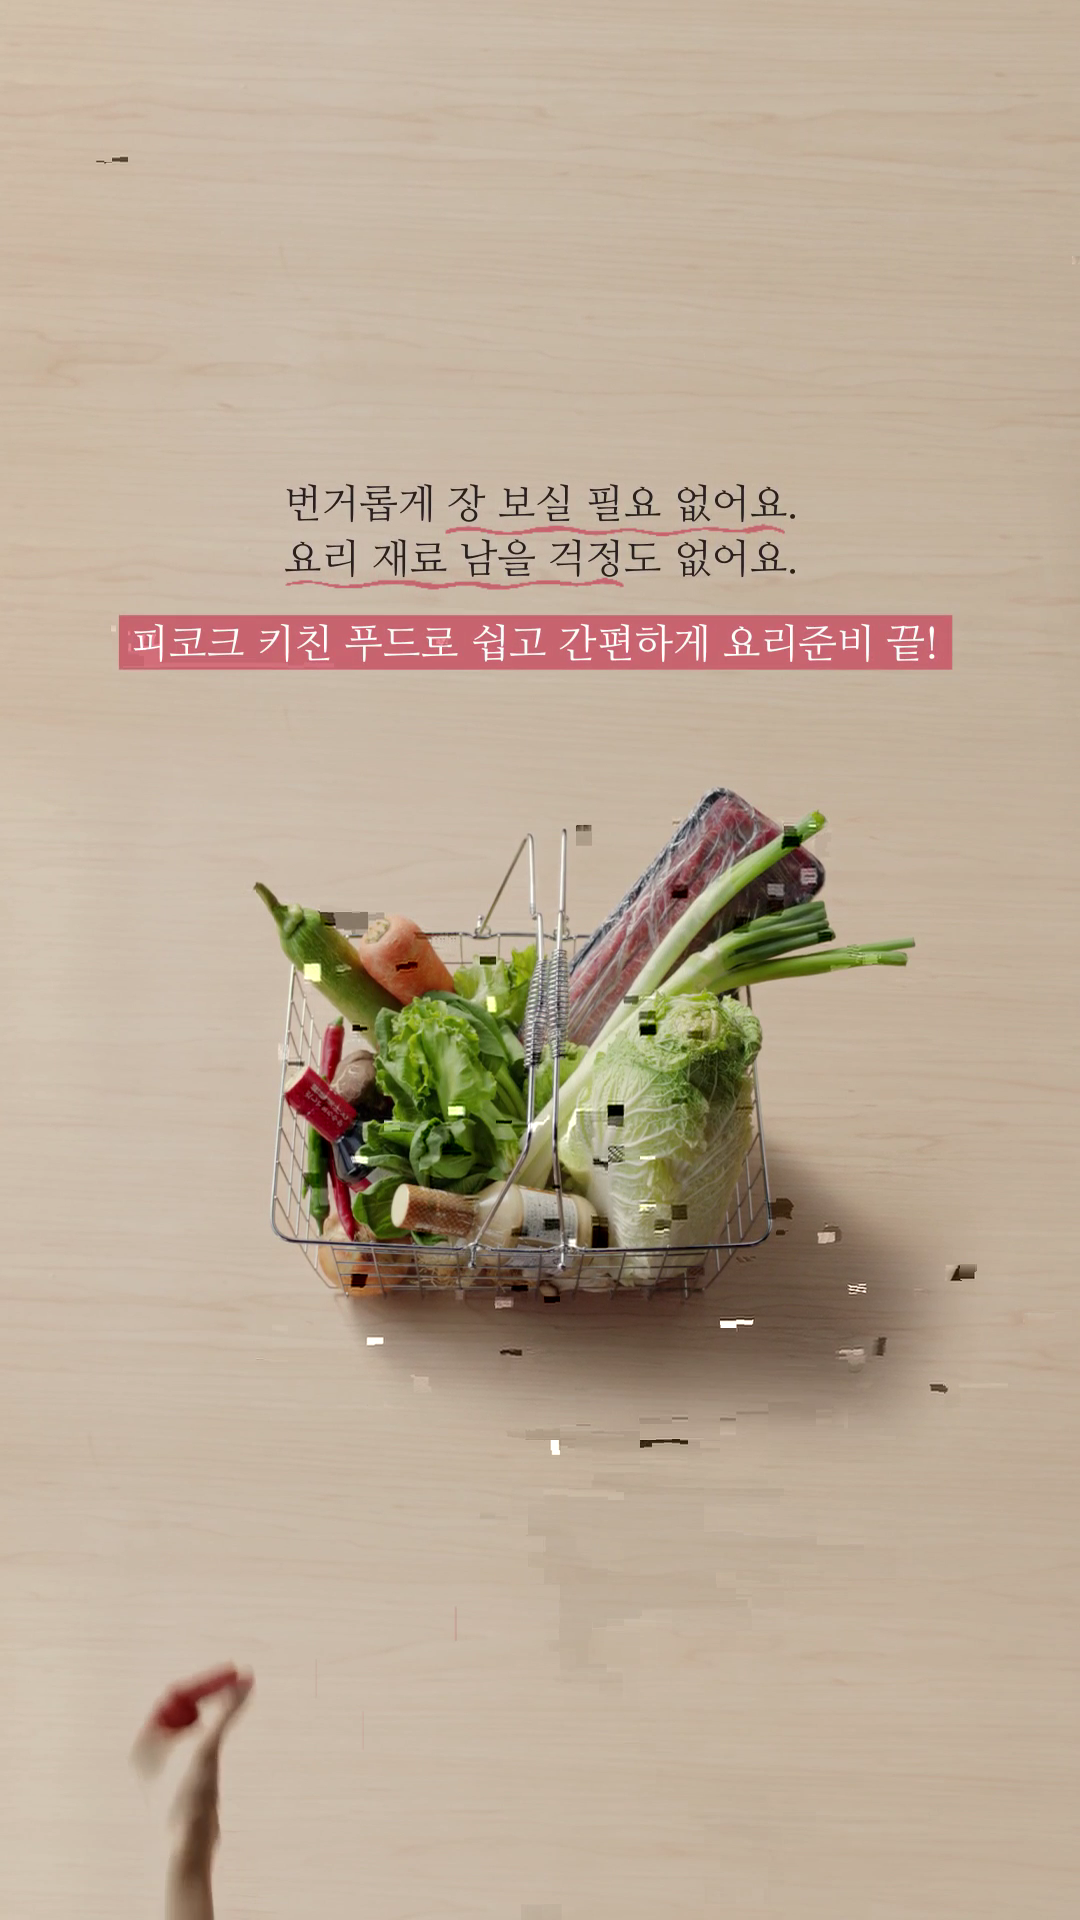 번거롭게 장 보실 필요 없어요.
요리 재료 남을 걱정도 없어요.
피코크 키친 푸드로 쉽고 간편하게 요리준비 끝!